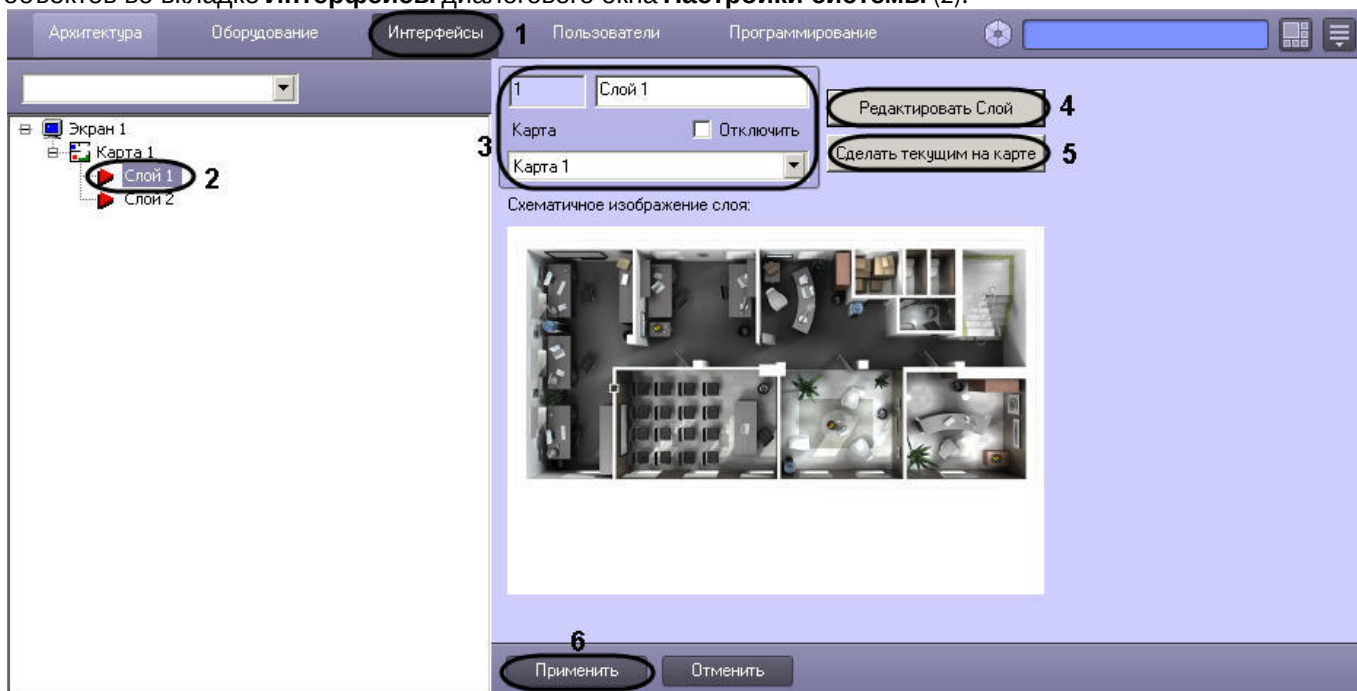 объектов во вкладке Интерфейсы диалогового окна Настройки системы (2).
Архитектура Оборудование Интерфейсы 1 Пользователи Программирование
1 Слой 1
Редактировать Слой 4
Экран 1
3 Карта Отключить
Карта 1
Сделать текущим на карте 5
Карта 1
Слой 1 2
Слой 2
Схематичное изображение слоя:
6
Применить Отменить